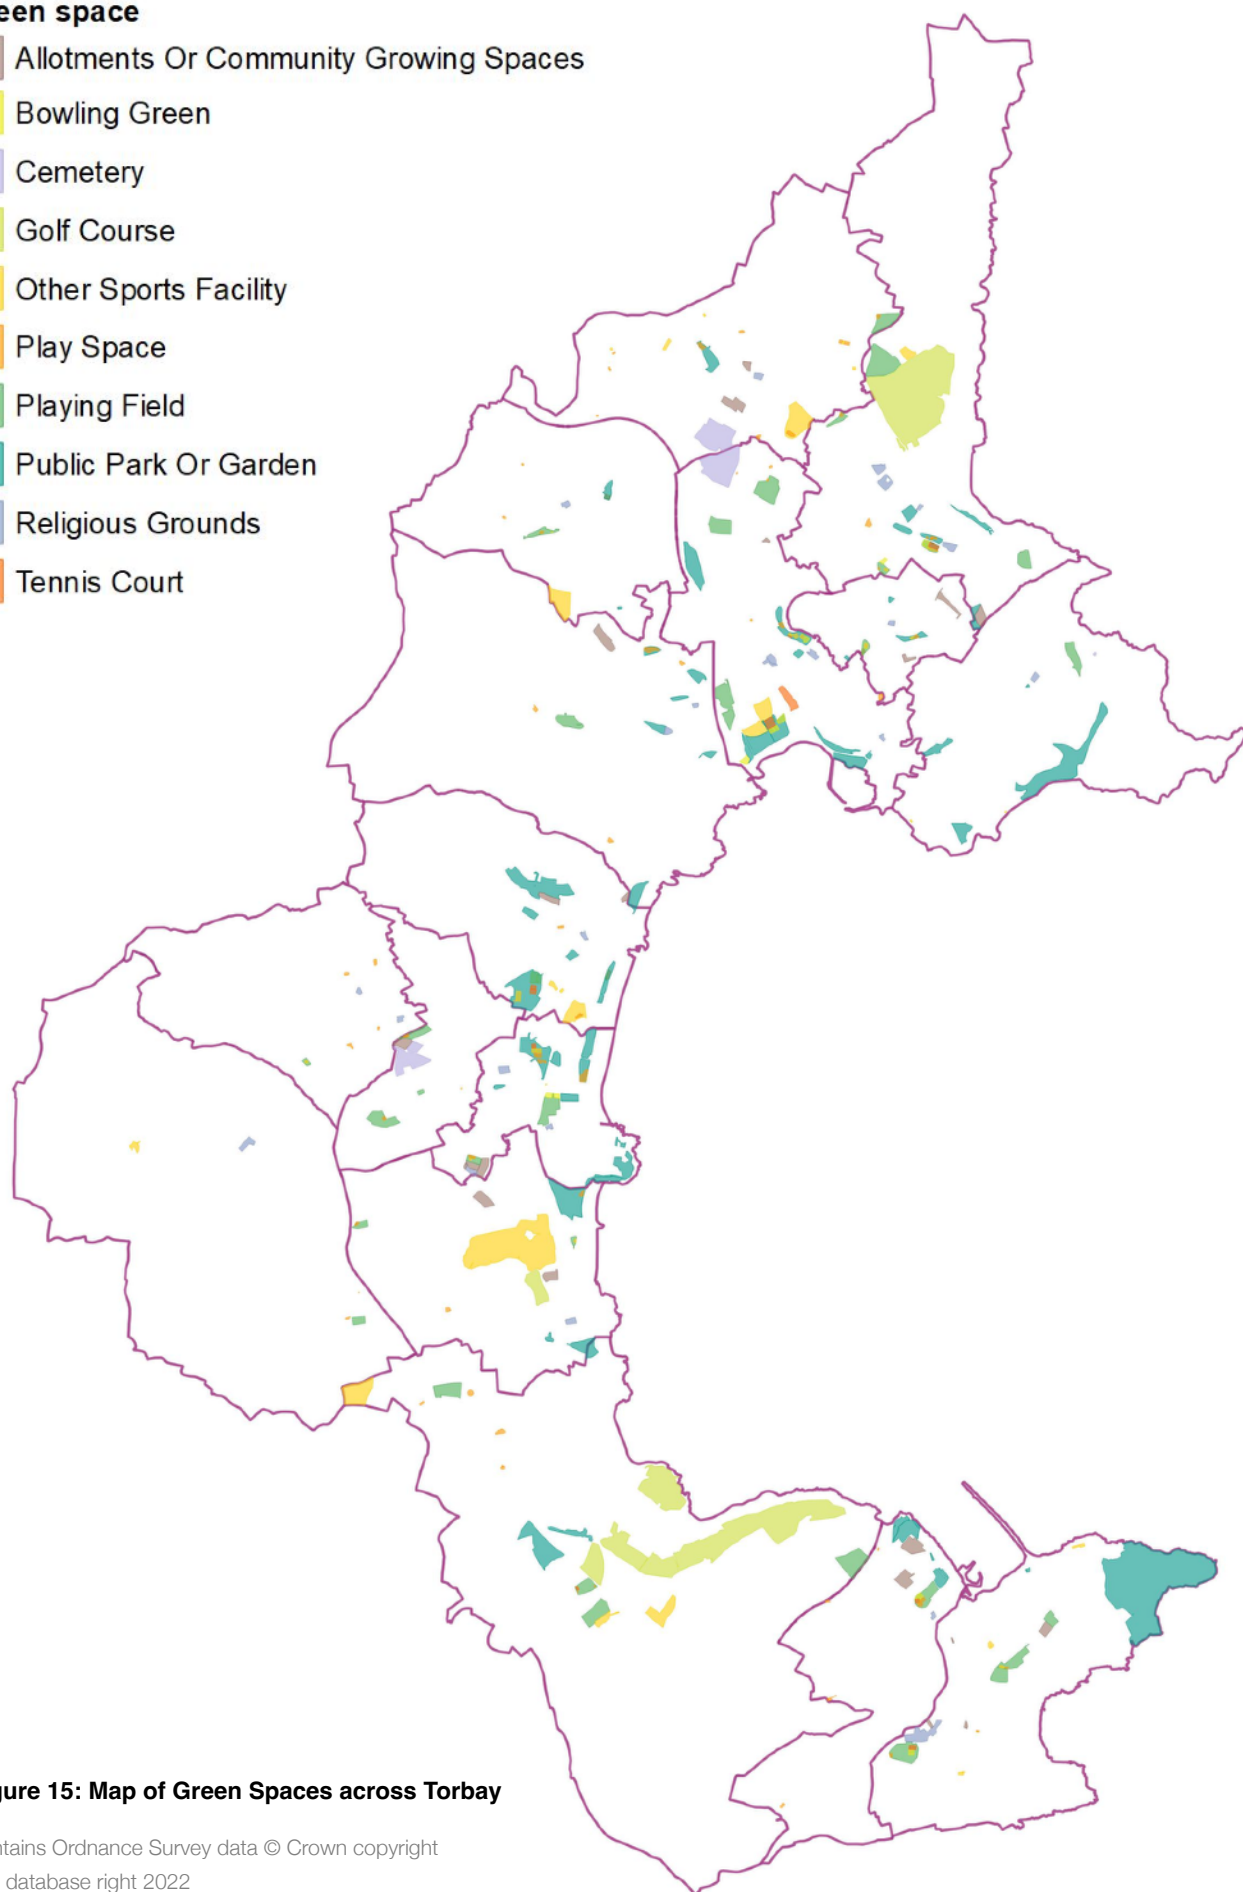 een space
Allotments Or Community Growing Spaces
Bowling Green
Cemetery
Golf Course
Other Sports Facility
Play Space
Playing Field
Public Park Or Garden
Religious Grounds
Tennis Court
gure 15: Map of Green Spaces across Torbay
ntains Ordnance Survey data © Crown copyright
database right 2022